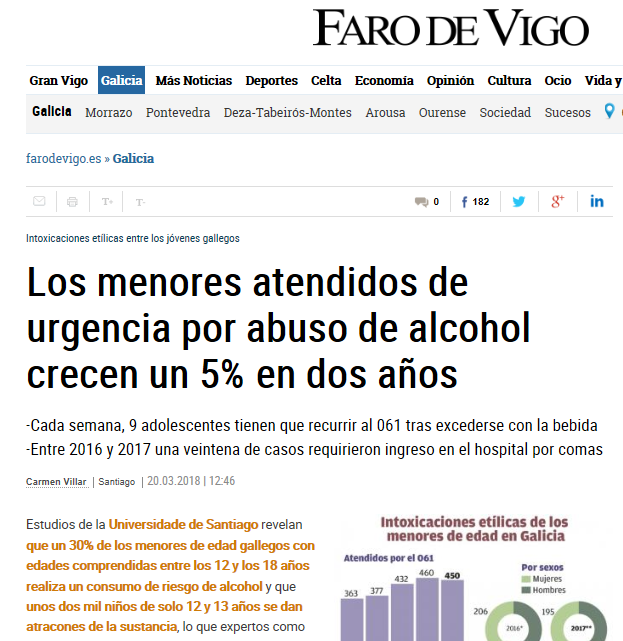 FARO DE VIGO
Gran Vigo Galicia Más Noticias Deportes Celta Economía Opinión Cultura Ocio Vida y
Galicia Morrazo Pontevedra Deza-Tabeirós-Montes Arousa Ourense Sociedad Sucesos
farodevigo.es » Galicia
T+ T- 0 f 182 g+ in
Intoxicaciones etílicas entre los jóvenes gallegos
Los menores atendidos de
urgencia por abuso de alcohol
crecen un 5% en dos años
-Cada semana, 9 adolescentes tienen que recurrir al 061 tras excederse con la bebida
-Entre 2016 y 2017 una veintena de casos requirieron ingreso en el hospital por comas
Carmen Villar | Santiago | 20.03.2018 | 12:46
Estudios de la Universidade de Santiago revelan
que un 30% de los menores de edad gallegos con
edades comprendidas entre los 12 y los 18 años
realiza un consumo de riesgo de alcohol y que
unos dos mil niños de solo 12 y 13 años se dan
atracones de la sustancia, lo que expertos como
Intoxicaciones etílicas de los
menores de edad en Galicia
Atendidos por el 061
363 377 432 460 450
Por sexos
Mujeres
Hombres
206 2016* 195 2017**